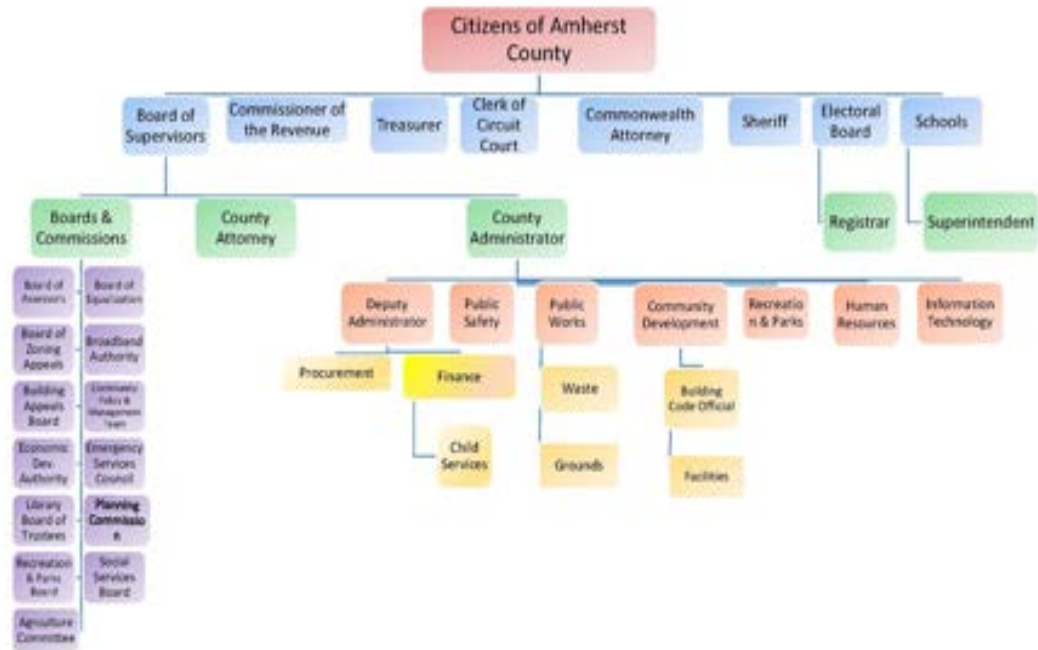 Citizens of Amherst
County
Board of
Supervisors
Commissioner of
the Revenue
Treasurer
Clerk of
Circuit
Court
Commonwealth
Attorney
Sheriff
Electoral
Board
Schools
Boards &
Commissions
County
Attorney
County
Administrator
Registrar
Superintendent
Deputy
Administrator
Public
Safety
Public
Works
Community
Development
Recreatio
n & Parks
Human
Resources
Information
Technology
Procurement
Finance
Child
Services
Waste
Grounds
Building
Code Official
Facilities
Board of
Assessors
Board of
Equalization
Board of
Zoning
Appeals
Broadband
Authority
Building
Appeals
Board
Community
Policy &
Management
Team
Economic
Dev.
Authority
Emergency
Services
Council
Library
Board of
Trustees
Planning
Commissio
n
Recreation
& Parks
Board
Social
Services
Board
Agriculture
Committee